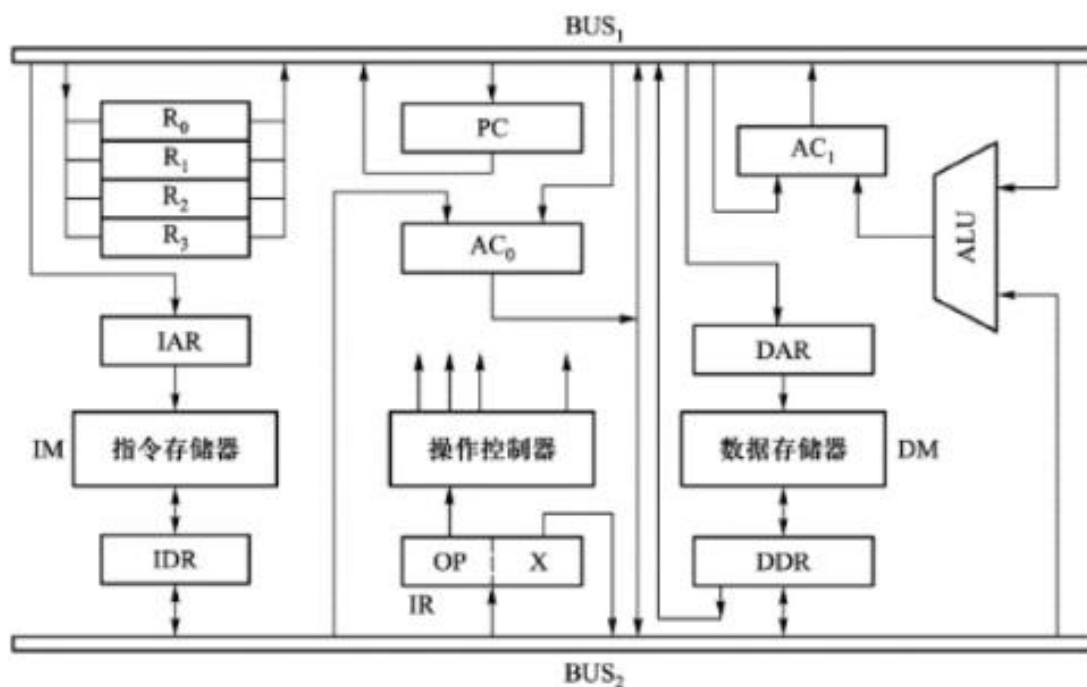 BUS₁
R₀
R₁
R₂
R₃
PC
AC₁
AC₀
ALU
IAR
DAR
IM
指令存储器
操作控制器
数据存储器
DM
IDR
OP
X
DDR
IR
BUS₂